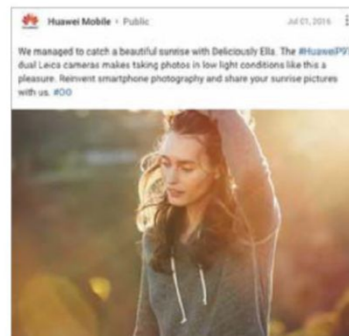 Huawei Mobile · Public
Jul 01, 2016
We managed to catch a beautiful sunrise with Deliciously Ella. The #HuaweiP9's
dual Leica cameras makes taking photos in low light conditions like this a
pleasure. Reinvent smartphone photography and share your sunrise pictures
with us. #OO